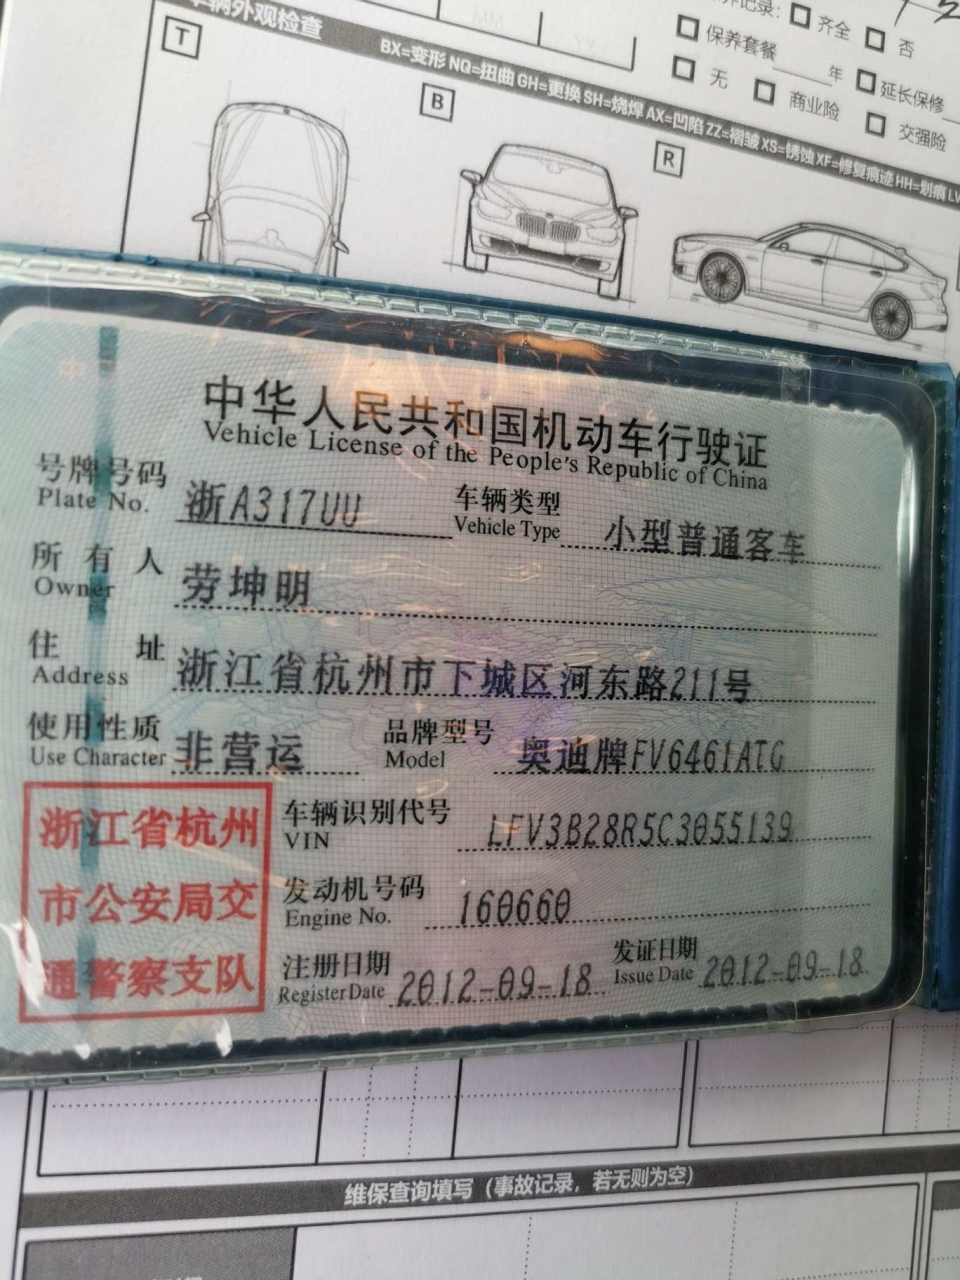 车辆外观检查
齐全
否
保养套餐
年
无
商业险
延长保修
交强险
BX=变形 NQ=扭曲 GH=更换 SH=烧焊 AX=凹陷 ZZ=褶皱 XS=锈蚀 XF=修复痕迹 HH=划痕
T
B
R
中华人民共和国机动车行驶证
Vehicle License of the People's Republic of China
号牌号码 浙A317UU 车辆类型 小型普通客车
Plate No. Vehicle Type
所有人 劳坤明
Owner
住址 浙江省杭州市下城区河东路211号
Address
使用性质 非营运 品牌型号 奥迪牌FV6461ATG
Use Character Model
浙江省杭州
市公安局交
通警察支队
车辆识别代号 LFV3B28R5C3055139
VIN
发动机号码 160660
Engine No.
注册日期 2012-09-18 发证日期 2012-09-18
Register Date Issue Date
维保查询填写（事故记录，若无则为空）